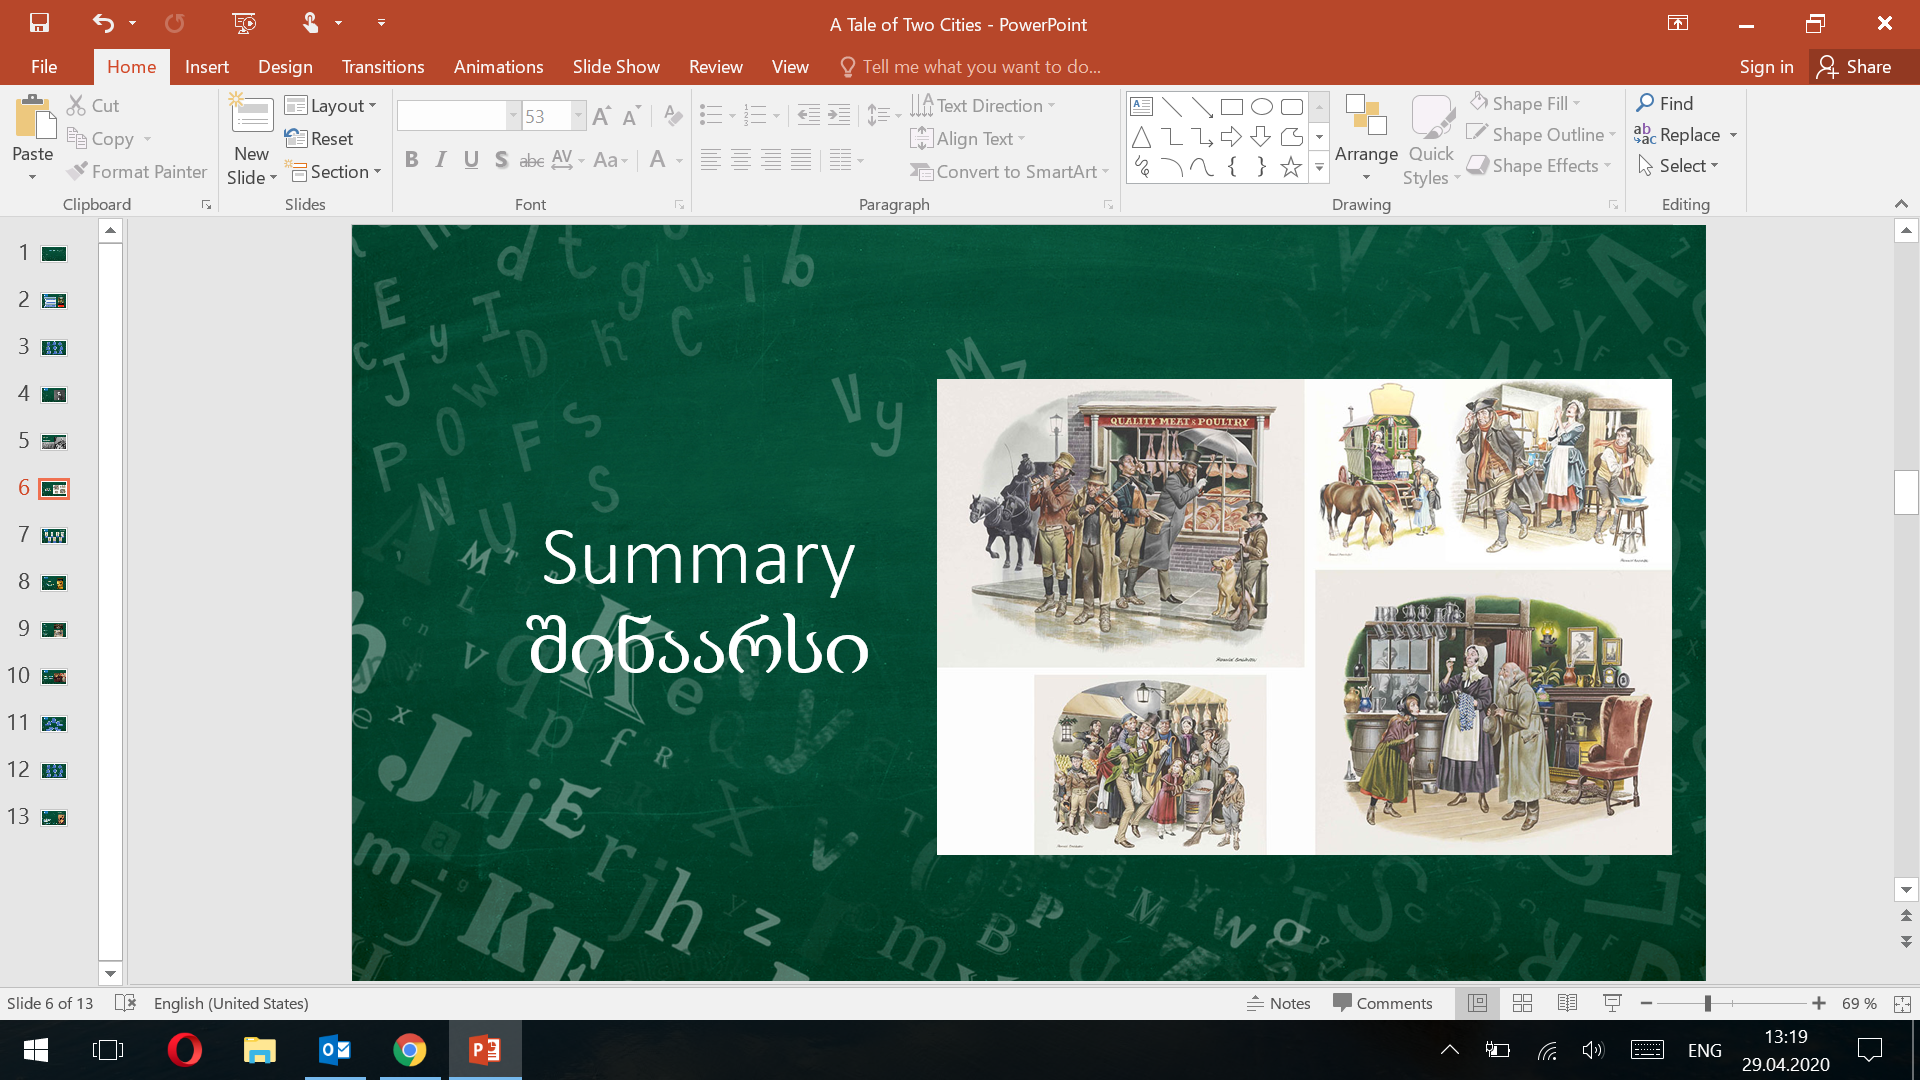 A Tale of Two Cities - PowerPoint
File Home Insert Design Transitions Animations Slide Show Review View Tell me what you want to do... Sign in Share
Paste
Cut
Copy
Format Painter
Clipboard
New Slide
Layout
Reset
Section
Slides
53
B I U S abc AV Aa A
Font
Text Direction
Align Text
Convert to SmartArt
Paragraph
Arrange
Quick Styles
Shape Fill
Shape Outline
Shape Effects
Drawing
Find
Replace
Select
Editing
1
2
3
4
5
6
7
8
9
10
11
12
13
Summary
შინაარსი
QUALITY MEAT & POULTRY
Slide 6 of 13 English (United States) Notes Comments 69 %
ENG
13:19
29.04.2020